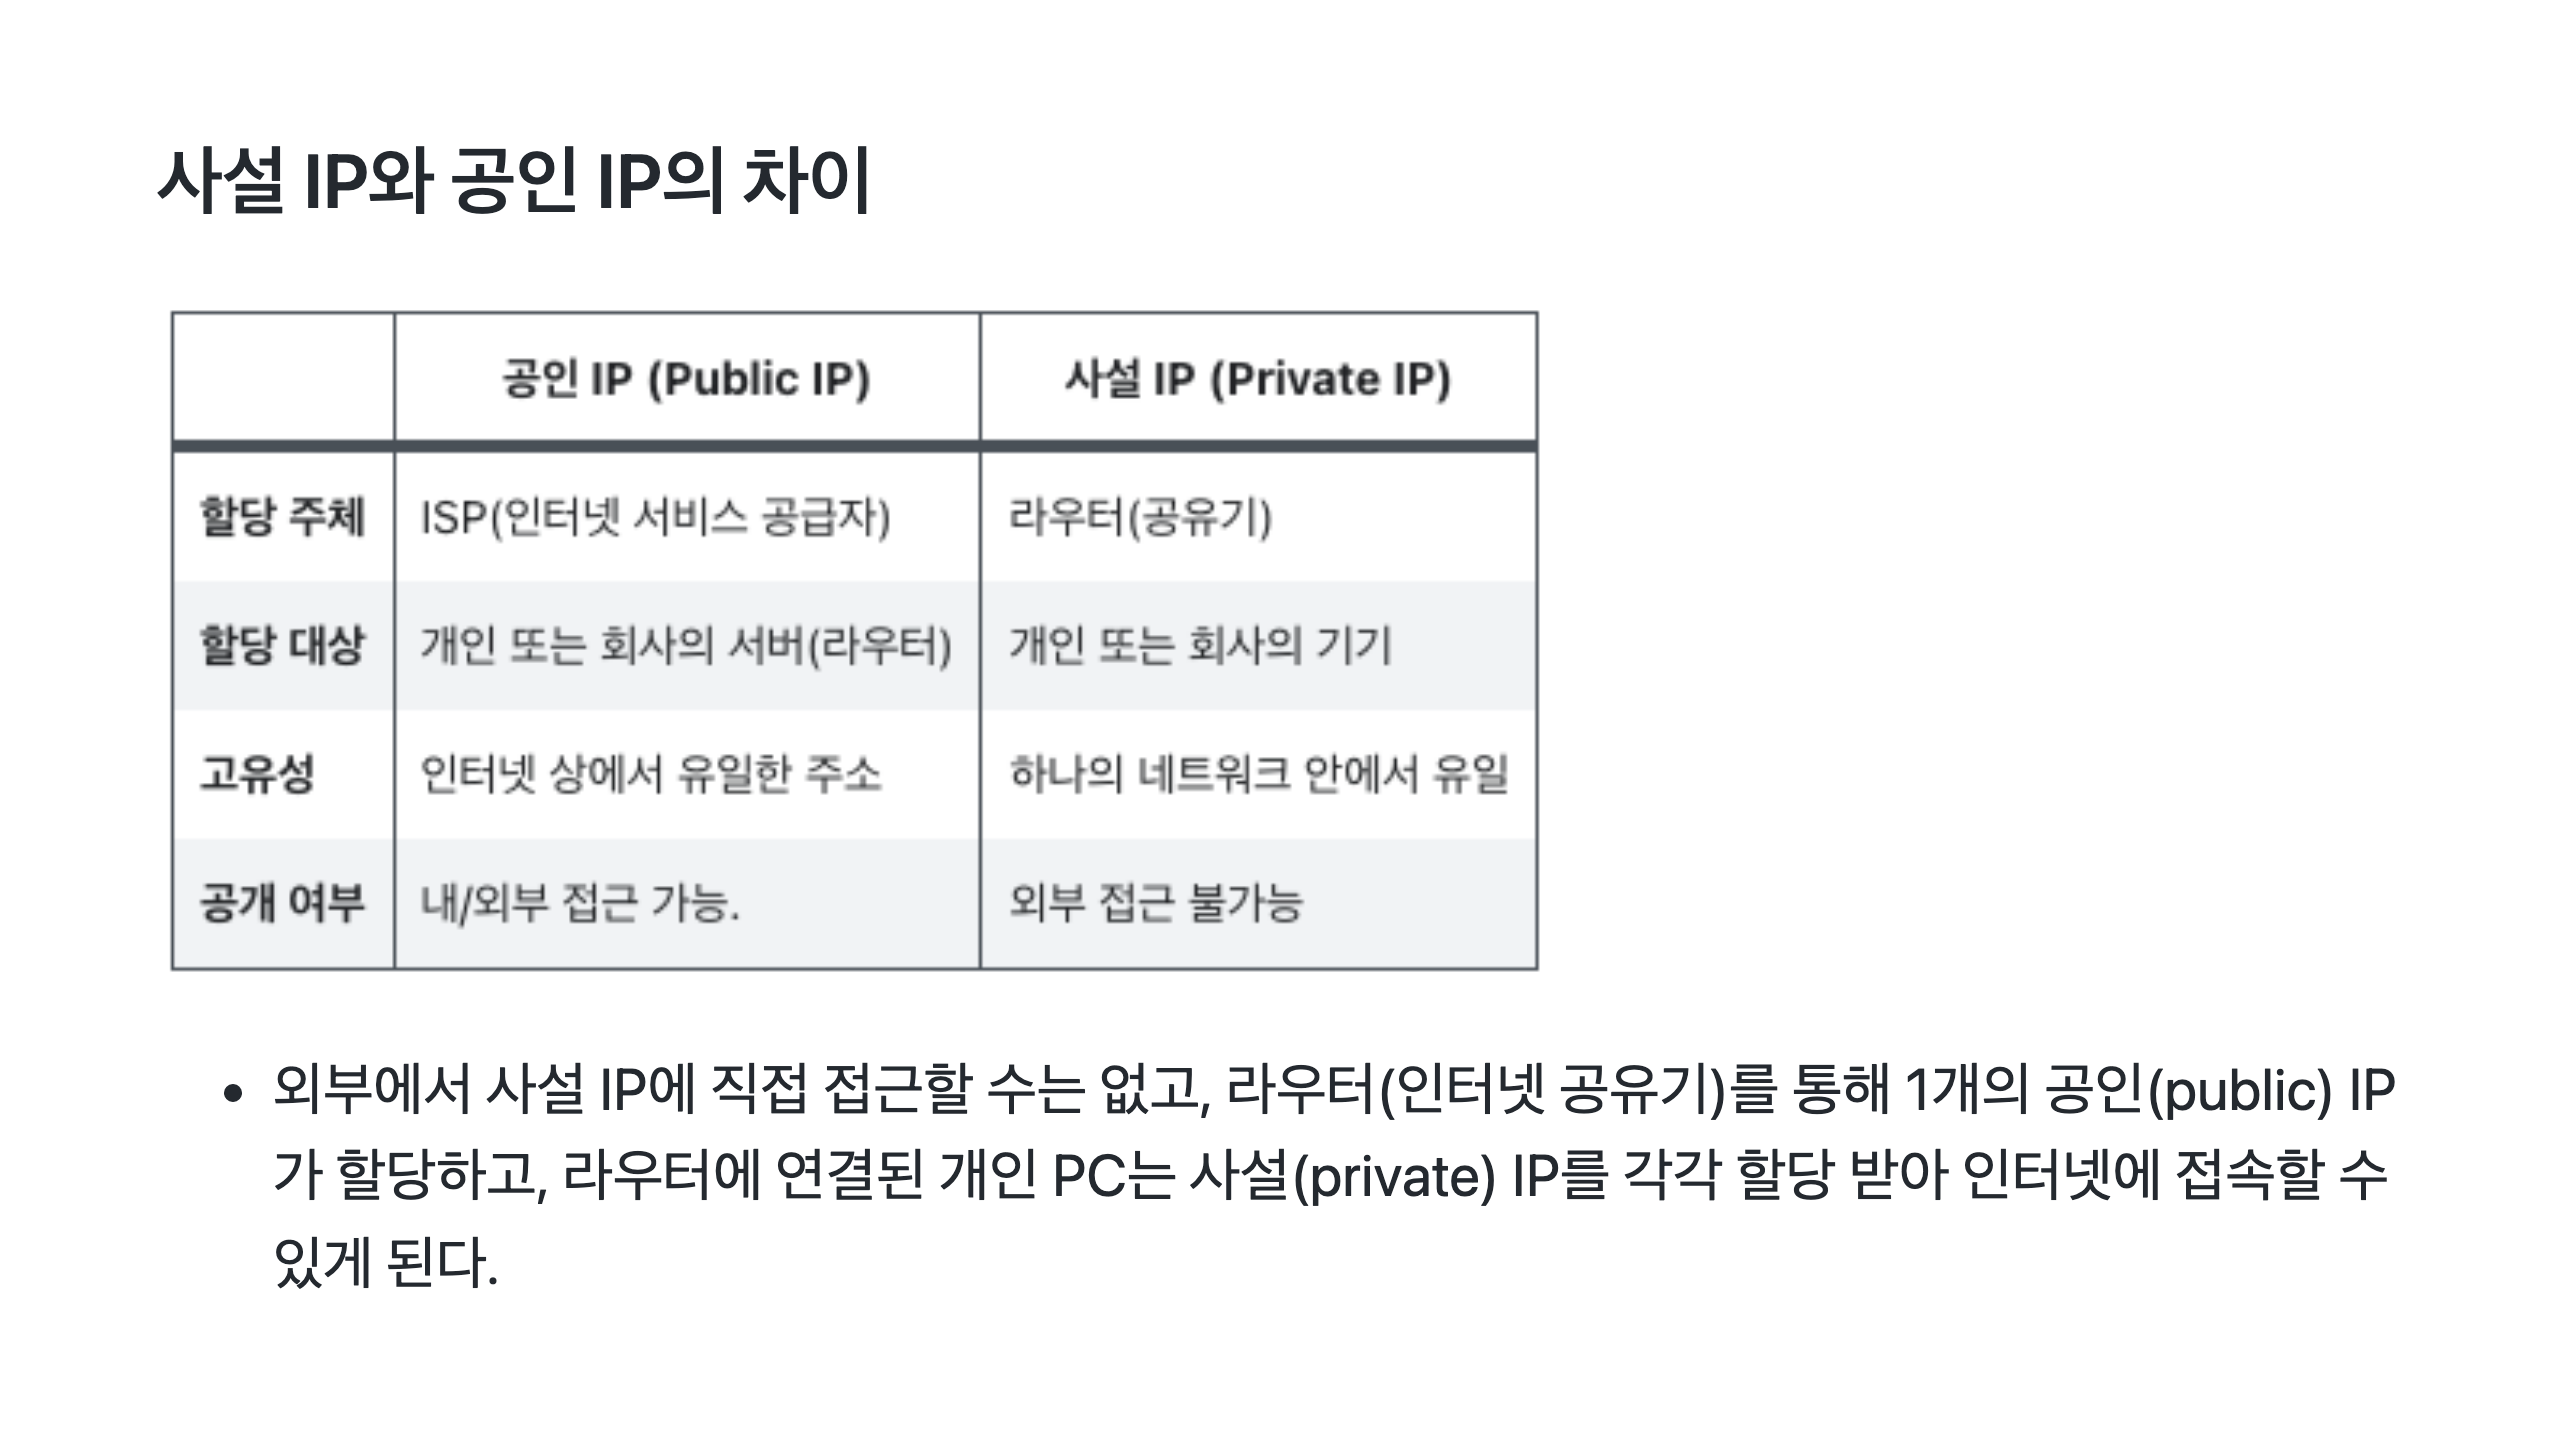 사설 IP와 공인 IP의 차이
공인 IP (Public IP) 사설 IP (Private IP)
할당 주체 ISP(인터넷 서비스 공급자) 라우터(공유기)
할당 대상 개인 또는 회사의 서버(라우터) 개인 또는 회사의 기기
고유성 인터넷 상에서 유일한 주소 하나의 네트워크 안에서 유일
공개 여부 내/외부 접근 가능. 외부 접근 불가능
• 외부에서 사설 IP에 직접 접근할 수는 없고, 라우터(인터넷 공유기)를 통해 1개의 공인(public) IP
가 할당하고, 라우터에 연결된 개인 PC는 사설(private) IP를 각각 할당 받아 인터넷에 접속할 수
있게 된다.